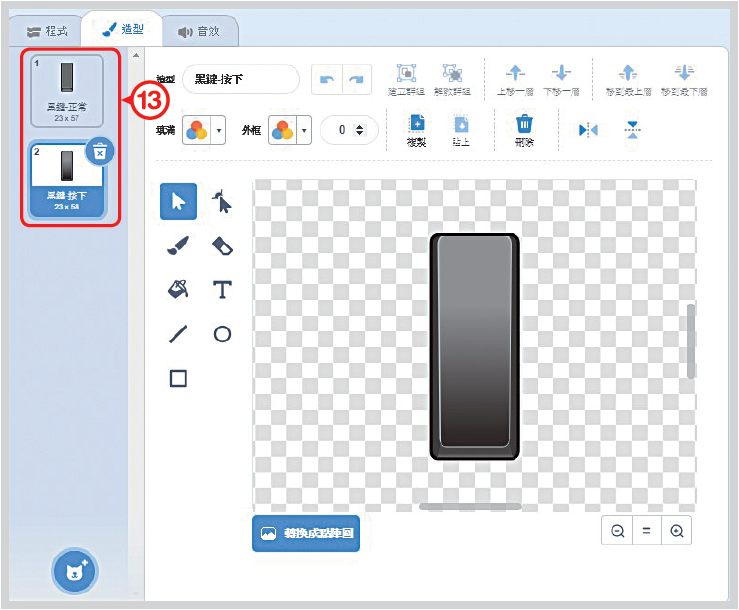 程式 造型 音效
1
黑鍵-正常
23 x 57
13
2
黑鍵-按下
23 x 58
造型 黑鍵-按下
建立群組 解散群組 上移一層 下移一層 移到最上層 移到最下層
填滿 外框 0 複製 貼上 刪除
T
轉換成點陣圖